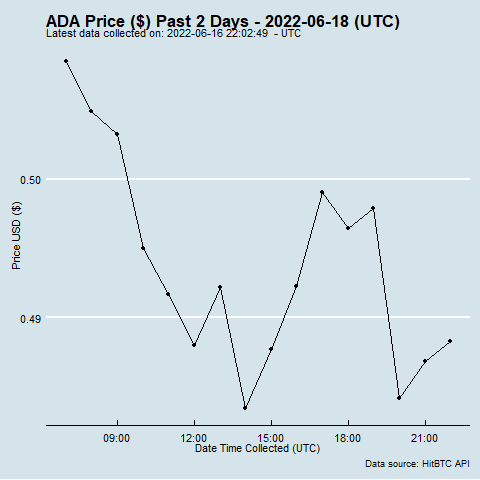 ADA Price ($) Past 2 Days - 2022-06-18 (UTC)
Latest data collected on: 2022-06-16 22:02:49  - UTC
0.50
Price USD ($)
0.49
09:00 12:00 15:00 18:00 21:00
Date Time Collected (UTC)
Data source: HitBTC API